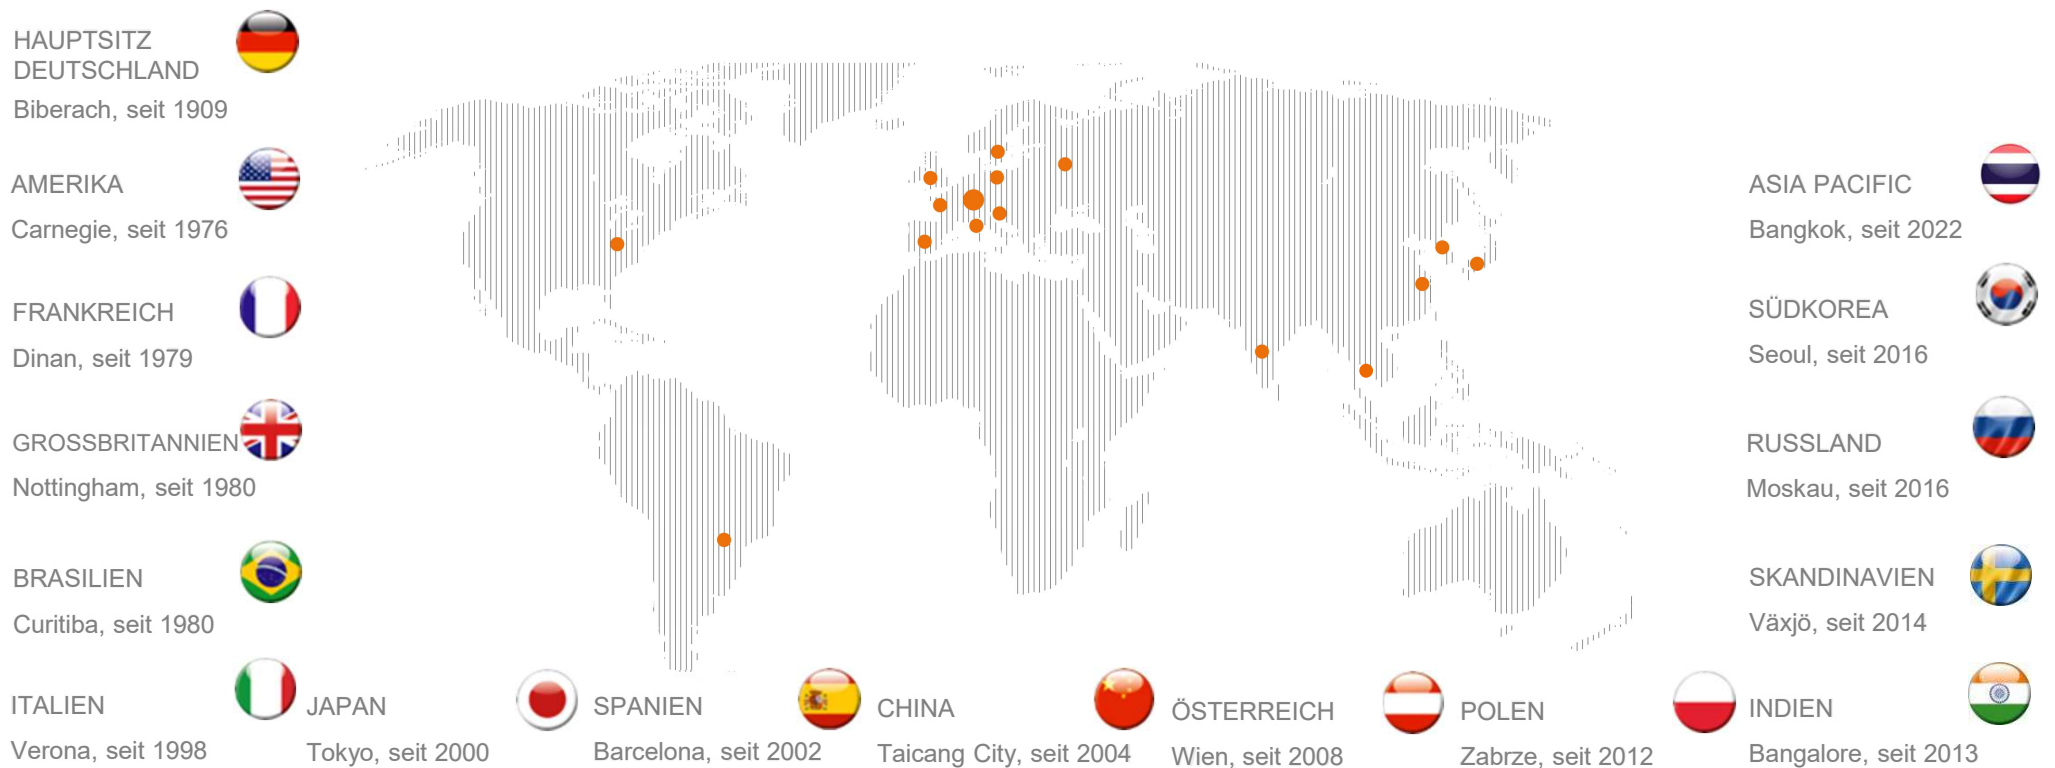 HAUPTSITZ
DEUTSCHLAND
Biberach, seit 1909
AMERIKA
Carnegie, seit 1976
FRANKREICH
Dinan, seit 1979
GROSSBRITANNIEN
Nottingham, seit 1980
BRASILIEN
Curitiba, seit 1980
ITALIEN
Verona, seit 1998
JAPAN
Tokyo, seit 2000
SPANIEN
Barcelona, seit 2002
CHINA
Taicang City, seit 2004
ÖSTERREICH
Wien, seit 2008
POLEN
Zabrze, seit 2012
INDIEN
Bangalore, seit 2013
SKANDINAVIEN
Växjö, seit 2014
RUSSLAND
Moskau, seit 2016
SÜDKOREA
Seoul, seit 2016
ASIA PACIFIC
Bangkok, seit 2022